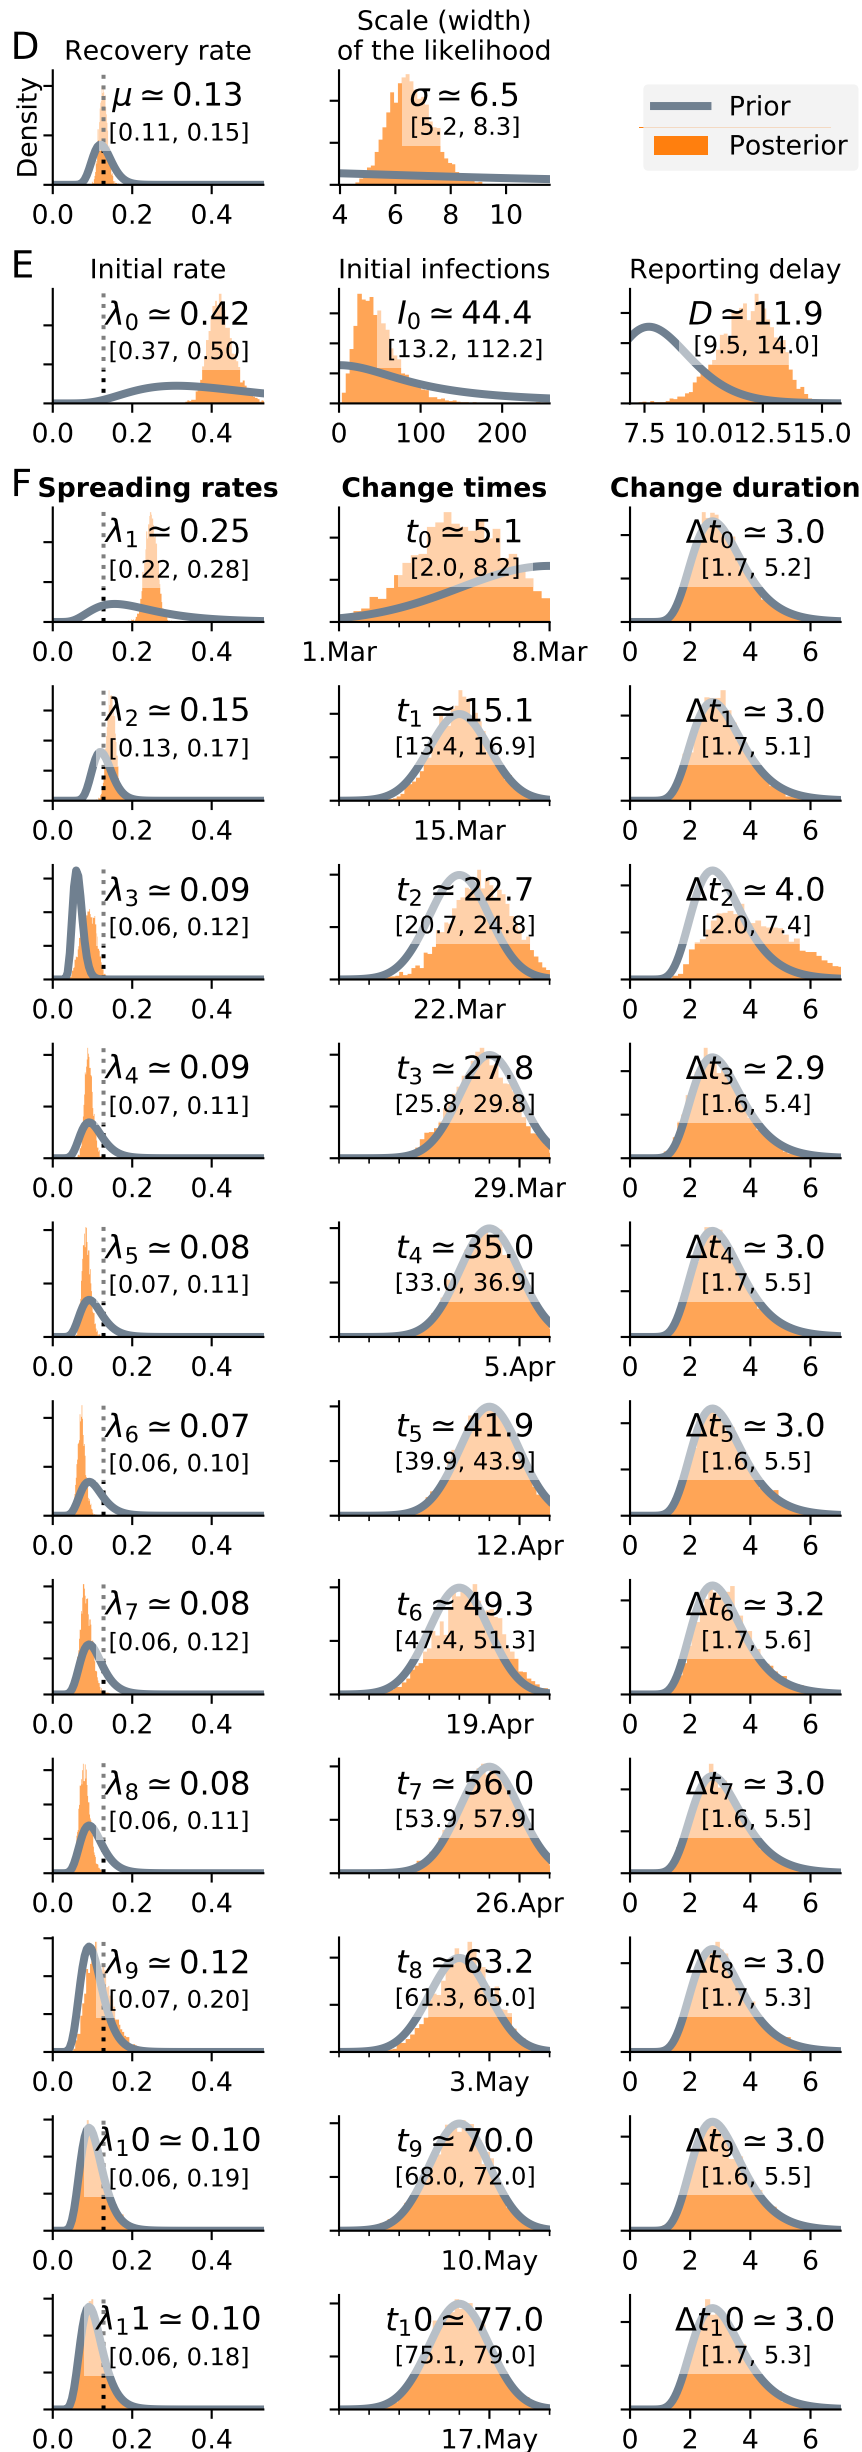 D
Recovery rate
Scale (width)
of the likelihood
Density
μ ≃ 0.13
[0.11, 0.15]
σ ≃ 6.5
[5.2, 8.3]
Prior
Posterior
0.0 0.2 0.4
4 6 8 10
E
Initial rate
Initial infections
Reporting delay
λ0 ≃ 0.42
[0.37, 0.50]
I0 ≃ 44.4
[13.2, 112.2]
D ≃ 11.9
[9.5, 14.0]
0.0 0.2 0.4
0 100 200
7.5 10.0 12.5 15.0
F
Spreading rates
Change times
Change duration
λ1 ≃ 0.25
[0.22, 0.28]
t0 ≃ 5.1
[2.0, 8.2]
Δt0 ≃ 3.0
[1.7, 5.2]
0.0 0.2 0.4
1.Mar 8.Mar
0 2 4 6
λ2 ≃ 0.15
[0.13, 0.17]
t1 ≃ 15.1
[13.4, 16.9]
Δt1 ≃ 3.0
[1.7, 5.1]
0.0 0.2 0.4
15.Mar
0 2 4 6
λ3 ≃ 0.09
[0.06, 0.12]
t2 ≃ 22.7
[20.7, 24.8]
Δt2 ≃ 4.0
[2.0, 7.4]
0.0 0.2 0.4
22.Mar
0 2 4 6
λ4 ≃ 0.09
[0.07, 0.11]
t3 ≃ 27.8
[25.8, 29.8]
Δt3 ≃ 2.9
[1.6, 5.4]
0.0 0.2 0.4
29.Mar
0 2 4 6
λ5 ≃ 0.08
[0.07, 0.11]
t4 ≃ 35.0
[33.0, 36.9]
Δt4 ≃ 3.0
[1.7, 5.5]
0.0 0.2 0.4
5.Apr
0 2 4 6
λ6 ≃ 0.07
[0.06, 0.10]
t5 ≃ 41.9
[39.9, 43.9]
Δt5 ≃ 3.0
[1.6, 5.5]
0.0 0.2 0.4
12.Apr
0 2 4 6
λ7 ≃ 0.08
[0.06, 0.12]
t6 ≃ 49.3
[47.4, 51.3]
Δt6 ≃ 3.2
[1.7, 5.6]
0.0 0.2 0.4
19.Apr
0 2 4 6
λ8 ≃ 0.08
[0.06, 0.11]
t7 ≃ 56.0
[53.9, 57.9]
Δt7 ≃ 3.0
[1.6, 5.5]
0.0 0.2 0.4
26.Apr
0 2 4 6
λ9 ≃ 0.12
[0.07, 0.20]
t8 ≃ 63.2
[61.3, 65.0]
Δt8 ≃ 3.0
[1.7, 5.3]
0.0 0.2 0.4
3.May
0 2 4 6
λ10 ≃ 0.10
[0.06, 0.19]
t9 ≃ 70.0
[68.0, 72.0]
Δt9 ≃ 3.0
[1.6, 5.5]
0.0 0.2 0.4
10.May
0 2 4 6
λ11 ≃ 0.10
[0.06, 0.18]
t10 ≃ 77.0
[75.1, 79.0]
Δt10 ≃ 3.0
[1.7, 5.3]
0.0 0.2 0.4
17.May
0 2 4 6